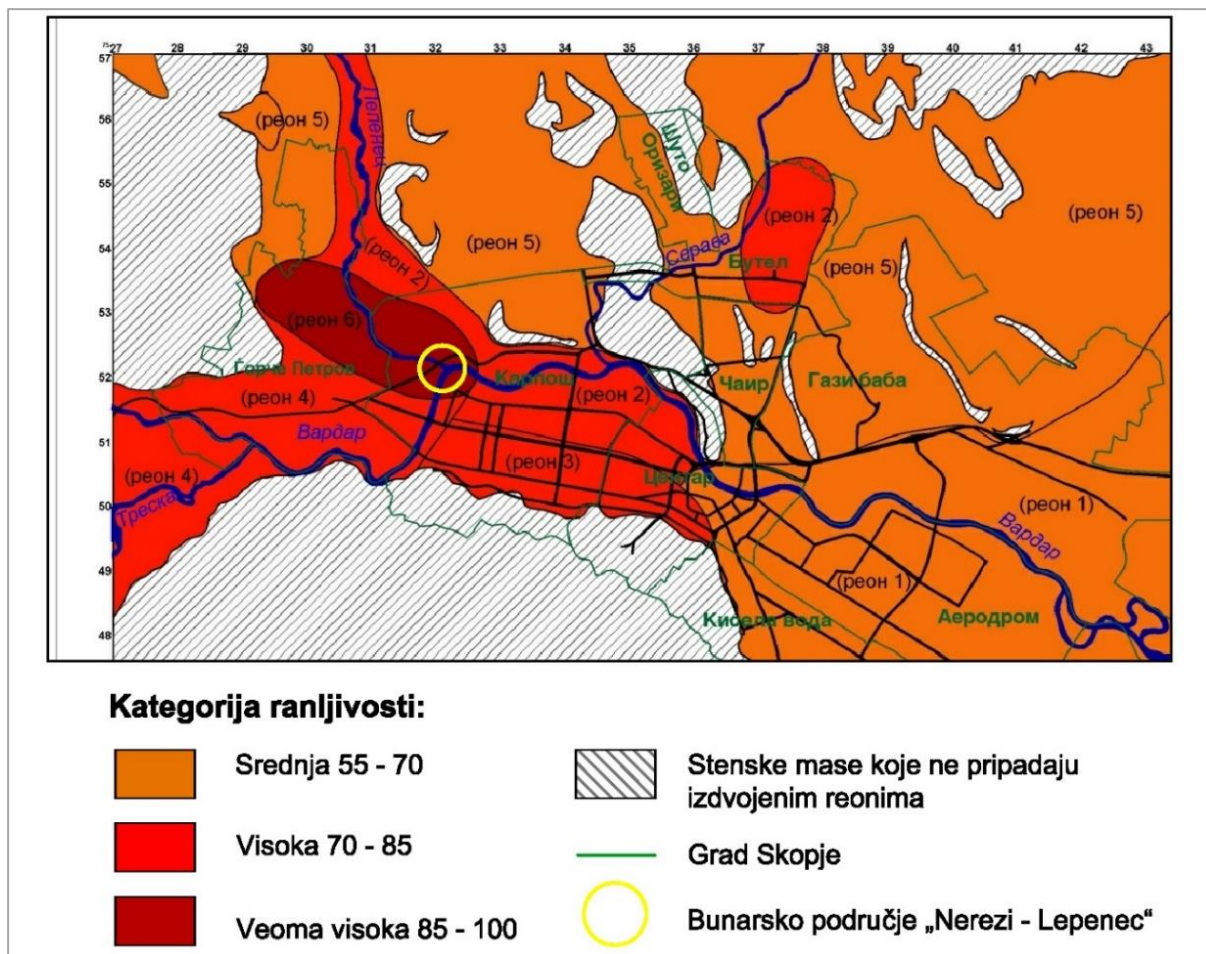 75 27 28 29 30 31 32 33 34 35 36 37 38 39 40 41 42 43
57
56
55
54
53
52
51
50
49
48
Лепенец
(реон 5)
Шуто
Оризари
(реон 2)
(реон 5)
(реон 5)
(реон 2)
Серава
Бутел
(реон 5)
(реон 6)
Ѓорче Петров
Карпош
Чаир
Гази баба
(реон 4)
(реон 2)
Вардар
(реон 3)
(реон 4)
Центар
Треска
(реон 1)
Вардар
(реон 1)
Кисела вода
Аеродром
Kategorija ranljivosti:
Srednja 55 - 70
Visoka 70 - 85
Veoma visoka 85 - 100
Stenske mase koje ne pripadaju
izdvojenim reonima
Grad Skopje
Bunarsko područje „Nerezi - Lepenec“